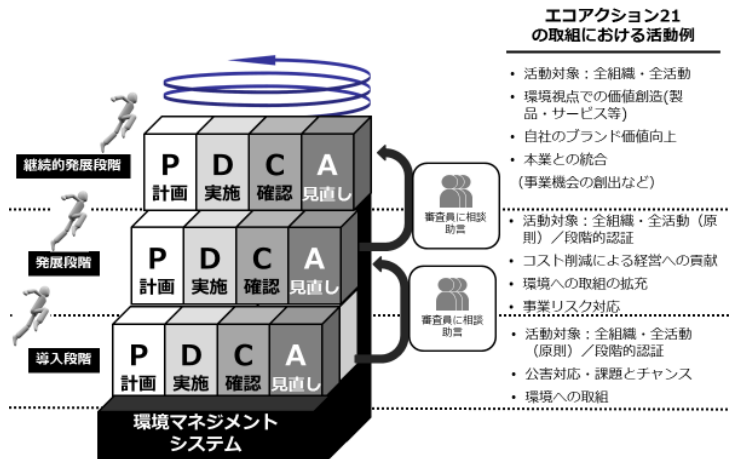 エコアクション21
の取組における活動例
・ 活動対象：全組織・全活動
・ 環境視点での価値創造(製
品・サービス等)
・ 自社のブランド価値向上
・ 本業との統合
(事業機会の創出など)
継続的発展段階
P D C A
計画 実施 確認 見直し
審査員に相談
助言
・ 活動対象：全組織・全活動（原
則）／段階的認証
・ コスト削減による経営への貢献
・ 環境への取組の拡充
・ 事業リスク対応
発展段階
P D C A
計画 実施 確認 見直し
審査員に相談
助言
・ 活動対象：全組織・全活動
（原則）／段階的認証
・ 公害対応・課題とチャンス
・ 環境への取組
導入段階
P D C A
計画 実施 確認 見直し
環境マネジメント
システム